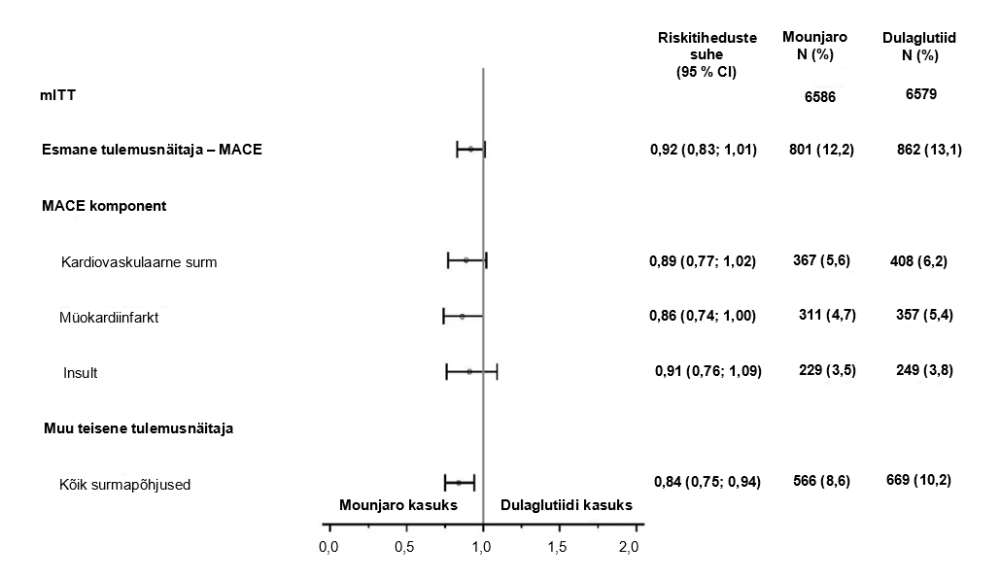 Riskitiheduste suhe (95 % CI) Mounjaro N (%) Dulaglutiid N (%)
mITT 6586 6579
Esmane tulemusnäitaja – MACE 0,92 (0,83; 1,01) 801 (12,2) 862 (13,1)
MACE komponent
Kardiovaskulaarne surm 0,89 (0,77; 1,02) 367 (5,6) 408 (6,2)
Müokardiinfarkt 0,86 (0,74; 1,00) 311 (4,7) 357 (5,4)
Insult 0,91 (0,76; 1,09) 229 (3,5) 249 (3,8)
Muu teisene tulemusnäitaja
Kõik surmapõhjused 0,84 (0,75; 0,94) 566 (8,6) 669 (10,2)
Mounjaro kasuks Dulaglutiidi kasuks
0,0 0,5 1,0 1,5 2,0